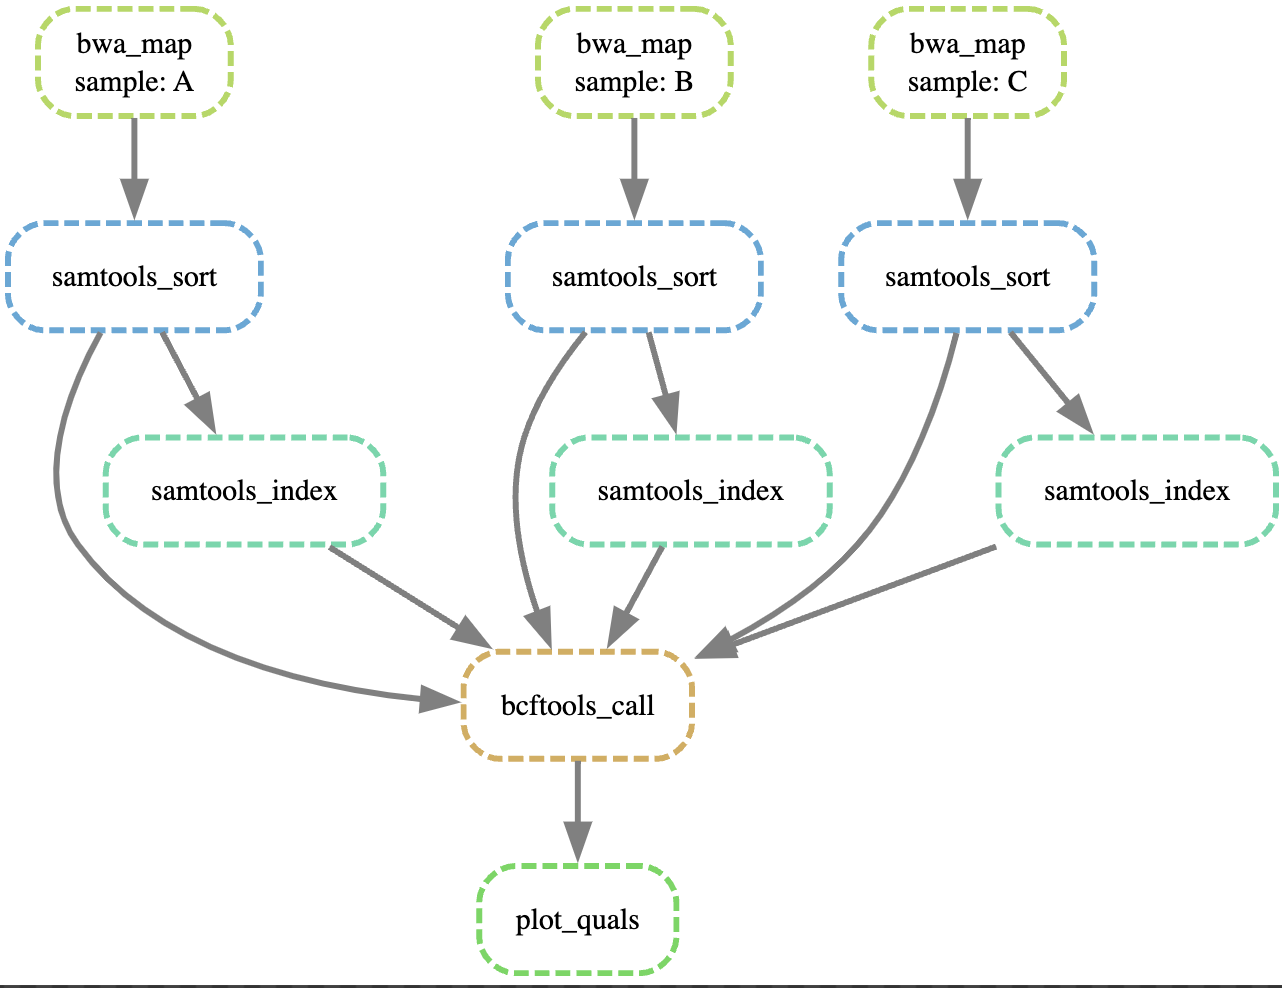 bwa_map
sample: A
bwa_map
sample: B
bwa_map
sample: C
samtools_sort
samtools_sort
samtools_sort
samtools_index
samtools_index
samtools_index
bcftools_call
plot_quals